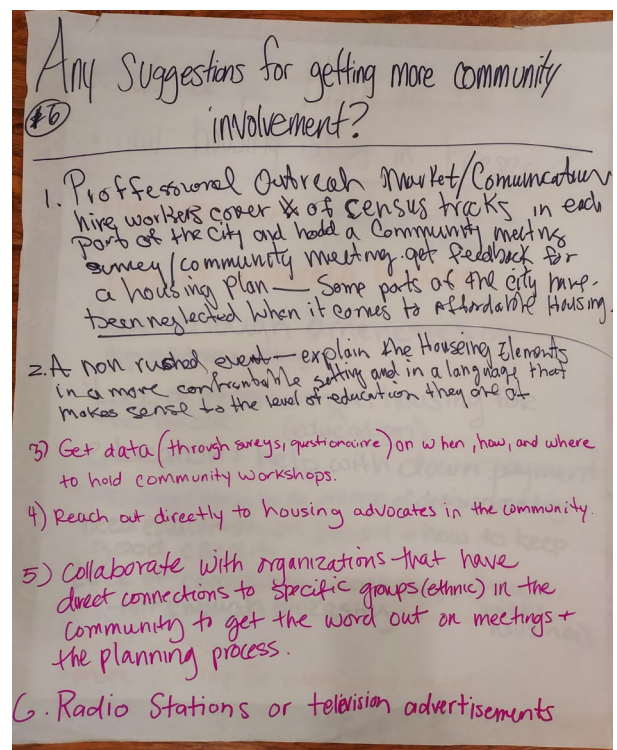 Any Suggestions for getting more community
#6
involvement?
1. Proffessional Outreah Market/Comuncation
hire workers cover of census tracks in each
part of the city and hodd a Community meeting
survey/community meeting. get feedback for
a housing plan — Some parts of the city have
been neglected when it comes to Affordable Housing.
2. A non rushed event — explain the Houseing Elements
in a more confrontable setting and in a language that
makes sense to the level of education they are at
3) Get data (through sureys, qustionairre) on when, how, and where
to hold community workshops.
4) Reach out directly to housing advocates in the community.
5) Collaborate with organizations that have
direct connections to specific groups (ethnic) in the
Community to get the word out on meetings +
the planning process.
6. Radio Stations or television advertisements